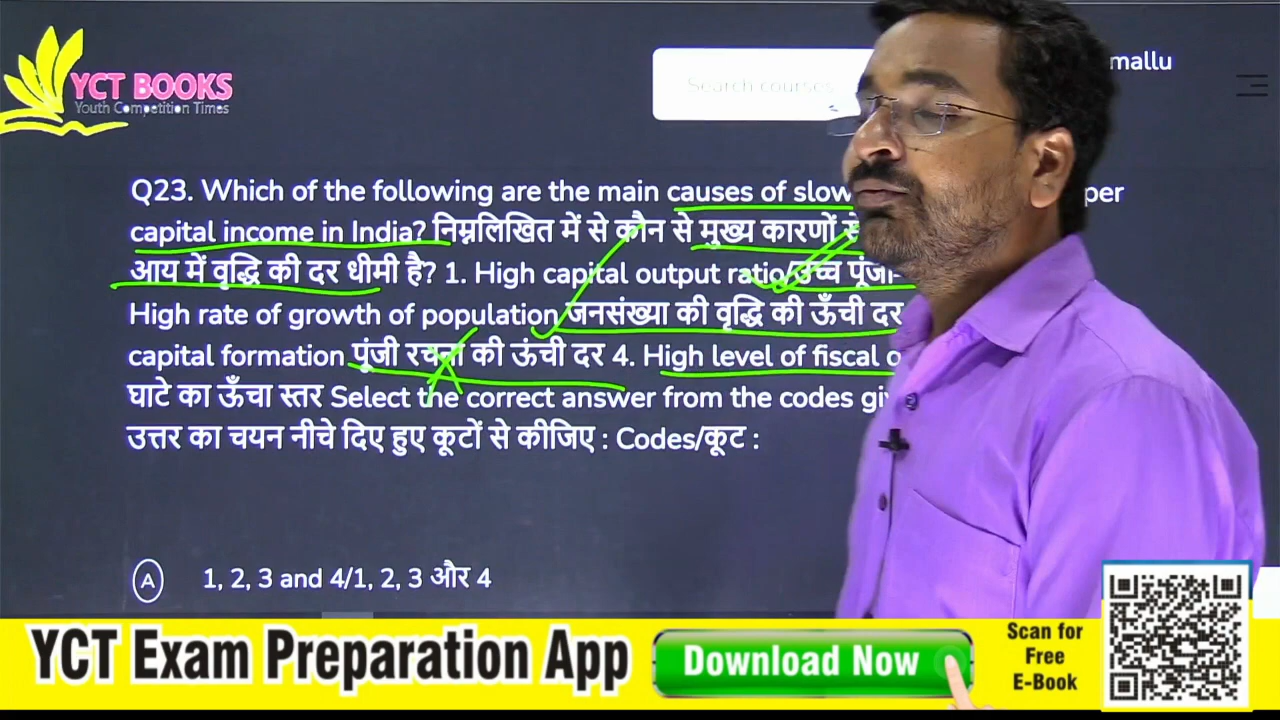 YCT BOOKS
Youth Competition Times
Search courses
mallu
Q23. Which of the following are the main causes of slow per
capital income in India? निम्नलिखित में से कौन से मुख्य कारणों से
आय में वृद्धि की दर धीमी है? 1. High capital output ratio/उच्च पूंजी-
High rate of growth of population जनसंख्या की वृद्धि की ऊँची दर
capital formation पूंजी रचना की ऊंची दर 4. High level of fiscal
घाटे का ऊँचा स्तर Select the correct answer from the codes
उत्तर का चयन नीचे दिए हुए कूटों से कीजिए : Codes/कूट :
A 1, 2, 3 and 4/1, 2, 3 और 4
YCT Exam Preparation App
Download Now
Scan for
Free
E-Book